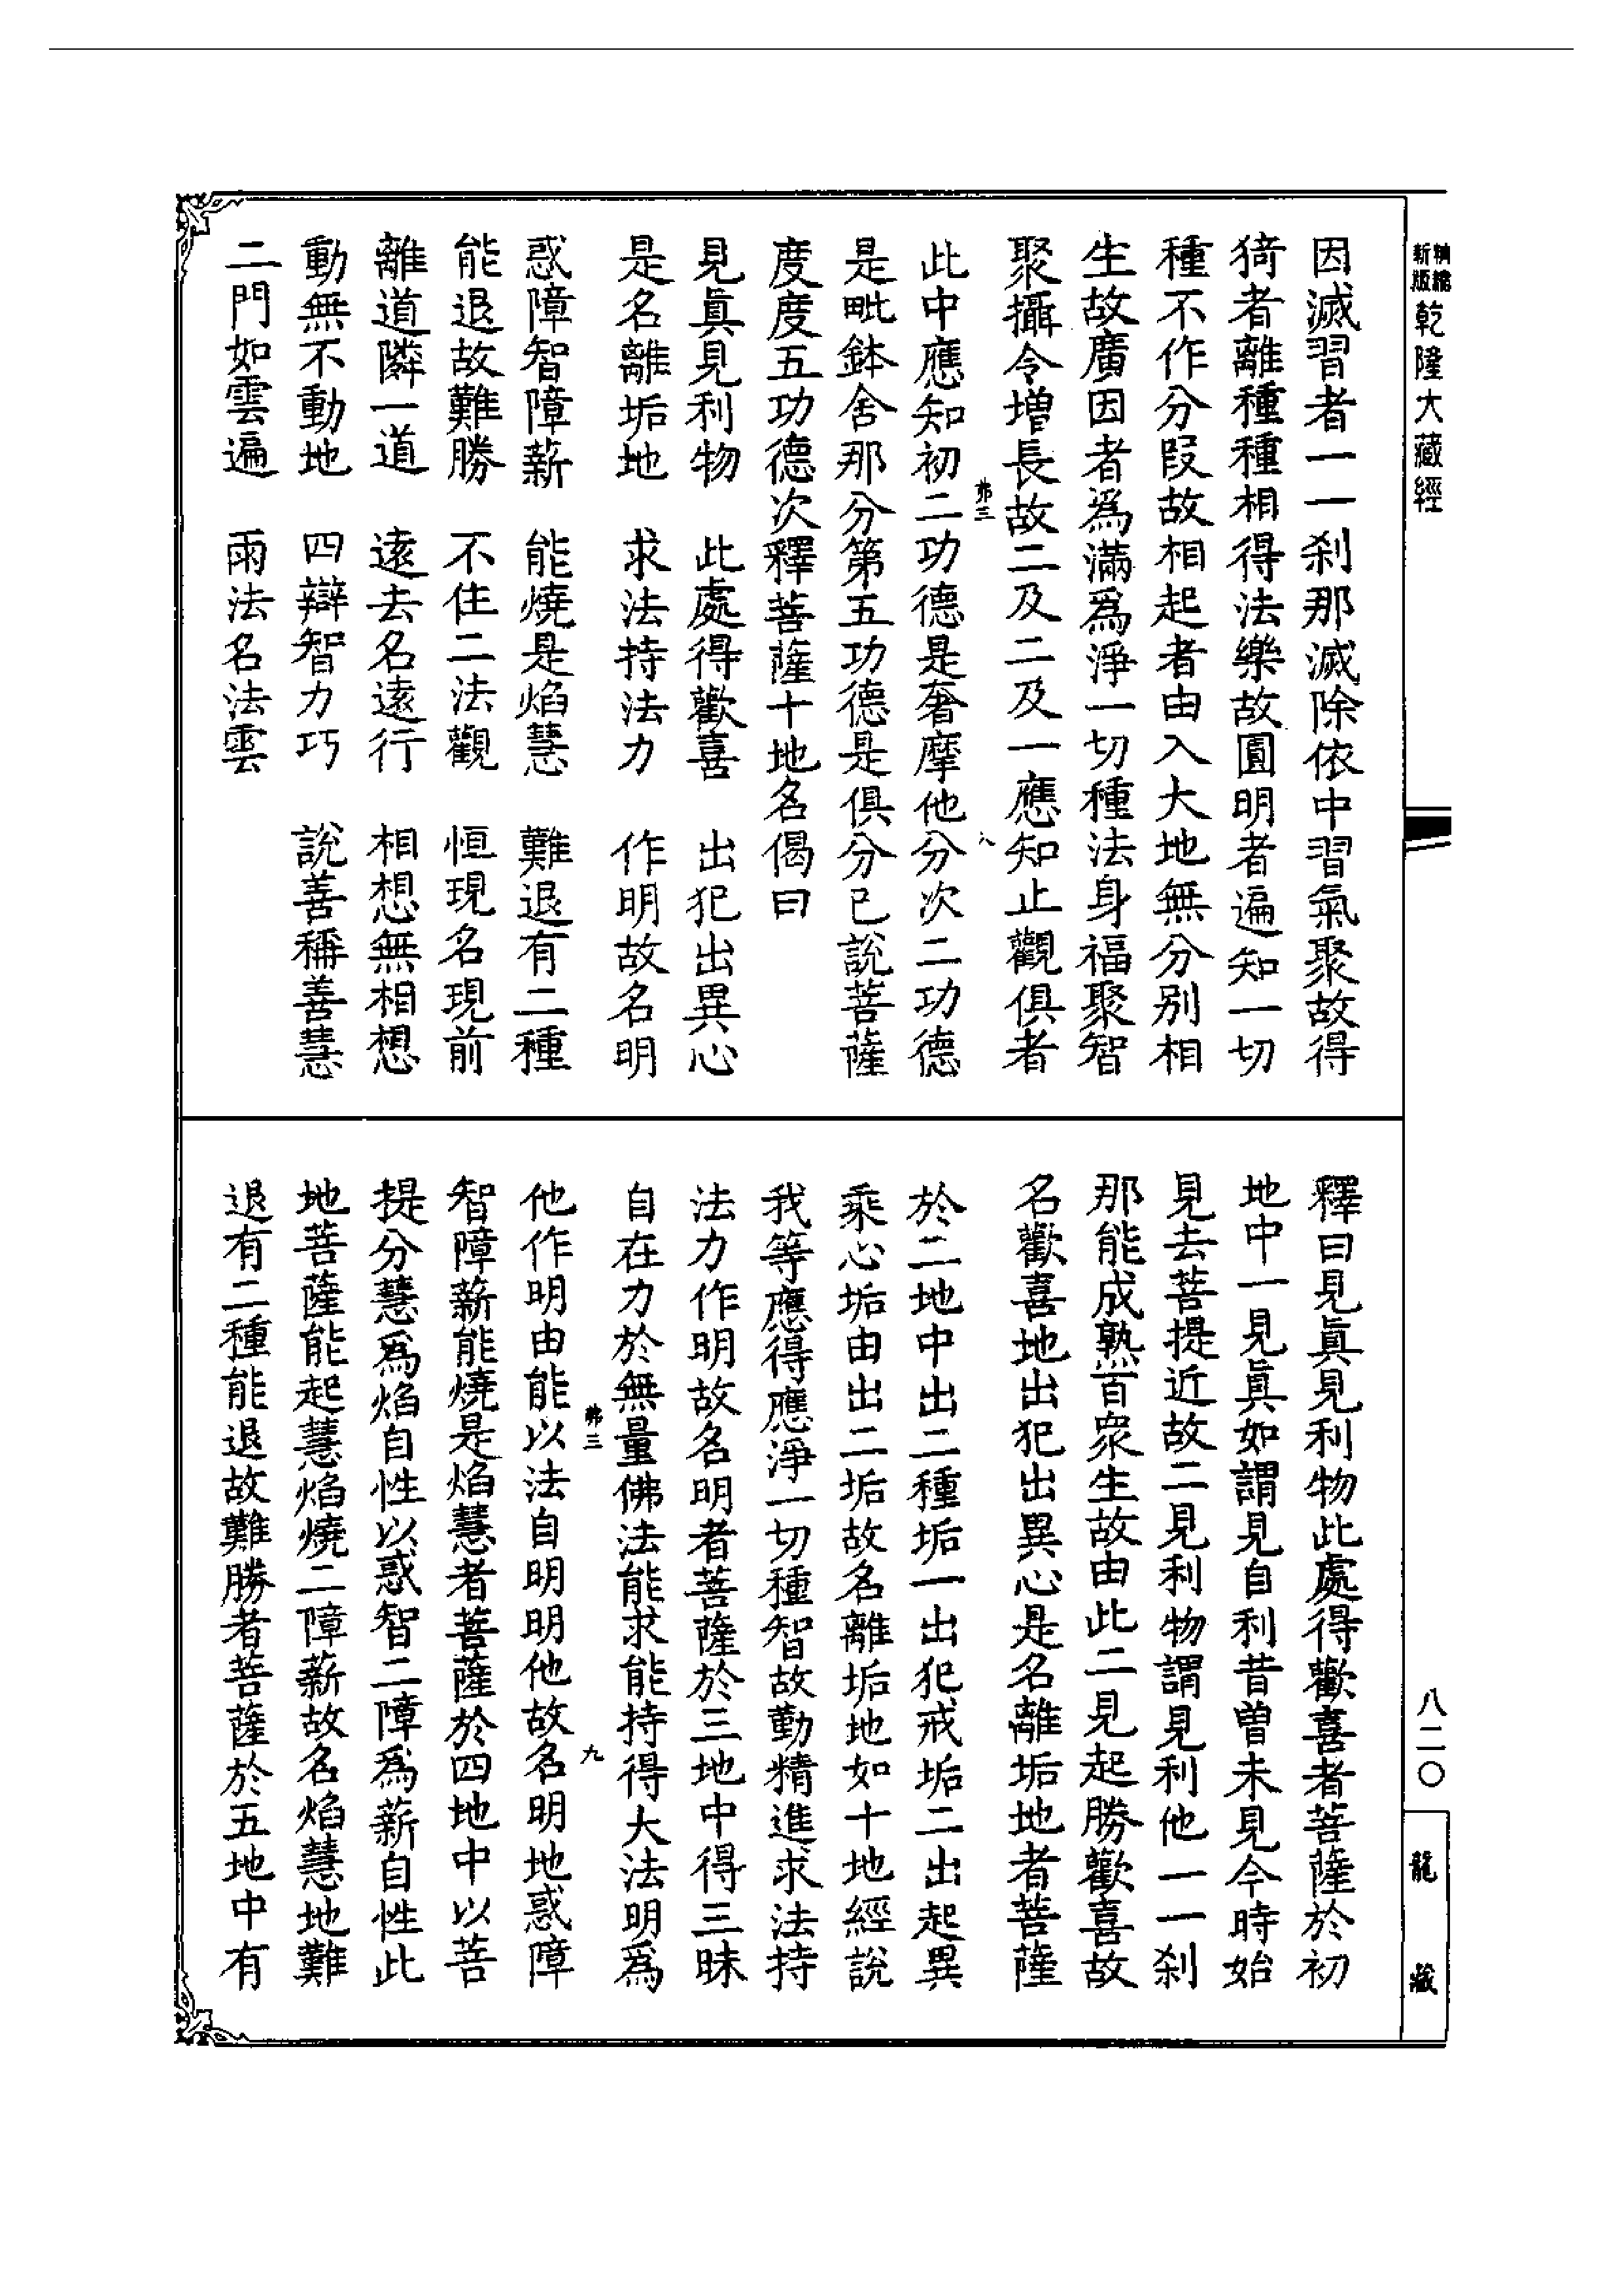 精縮新版乾隆大藏經
因滅習者一一刹那滅除依中習氣聚故得
猗者離種種相得法樂故圓明者遍知一切
種不作分段故相起者由入大地無分別相
生故廣因者爲滿爲淨一切種法身福聚智
聚攝令增長故二及二及一應知止觀俱者
弗三 八
此中應知初二功德是奢摩他分次二功德
是毗鉢舍那分第五功德是俱分已說菩薩
度度五功德次釋菩薩十地名偈曰
見眞見利物 此處得歡喜 出犯出異心
是名離垢地 求法持法力 作明故名明
惑障智障薪 能燒是焰慧 難退有二種
能退故難勝 不住二法觀 恒現名現前
離道隣一道 遠去名遠行 相想無相想
動無不動地 四辯智力巧 說善稱善慧
二門如雲遍 雨法名法雲
釋曰見眞見利物此處得歡喜者菩薩於初
地中一見眞如謂見自利昔曾未見今時始
見去菩提近故二見利物謂見利他一一刹
那能成熟百衆生故由此二見起勝歡喜故
名歡喜地出犯出異心是名離垢地者菩薩
於二地中出二種垢一出犯戒垢二出起異
乘心垢由出二垢故名離垢地如十地經說
我等應得應淨一切種智故勤精進求法持
法力作明故名明者菩薩於三地中得三昧
自在力於無量佛法能求能持得大法明爲
弗三 九
他作明由能以法自明明他故名明地惑障
智障薪能燒是焰慧者菩薩於四地中以菩
提分慧爲焰自性以惑智二障爲薪自性此
地菩薩能起慧焰燒二障薪故名焰慧地難
退有二種能退故難勝者菩薩於五地中有
八二〇
龍藏